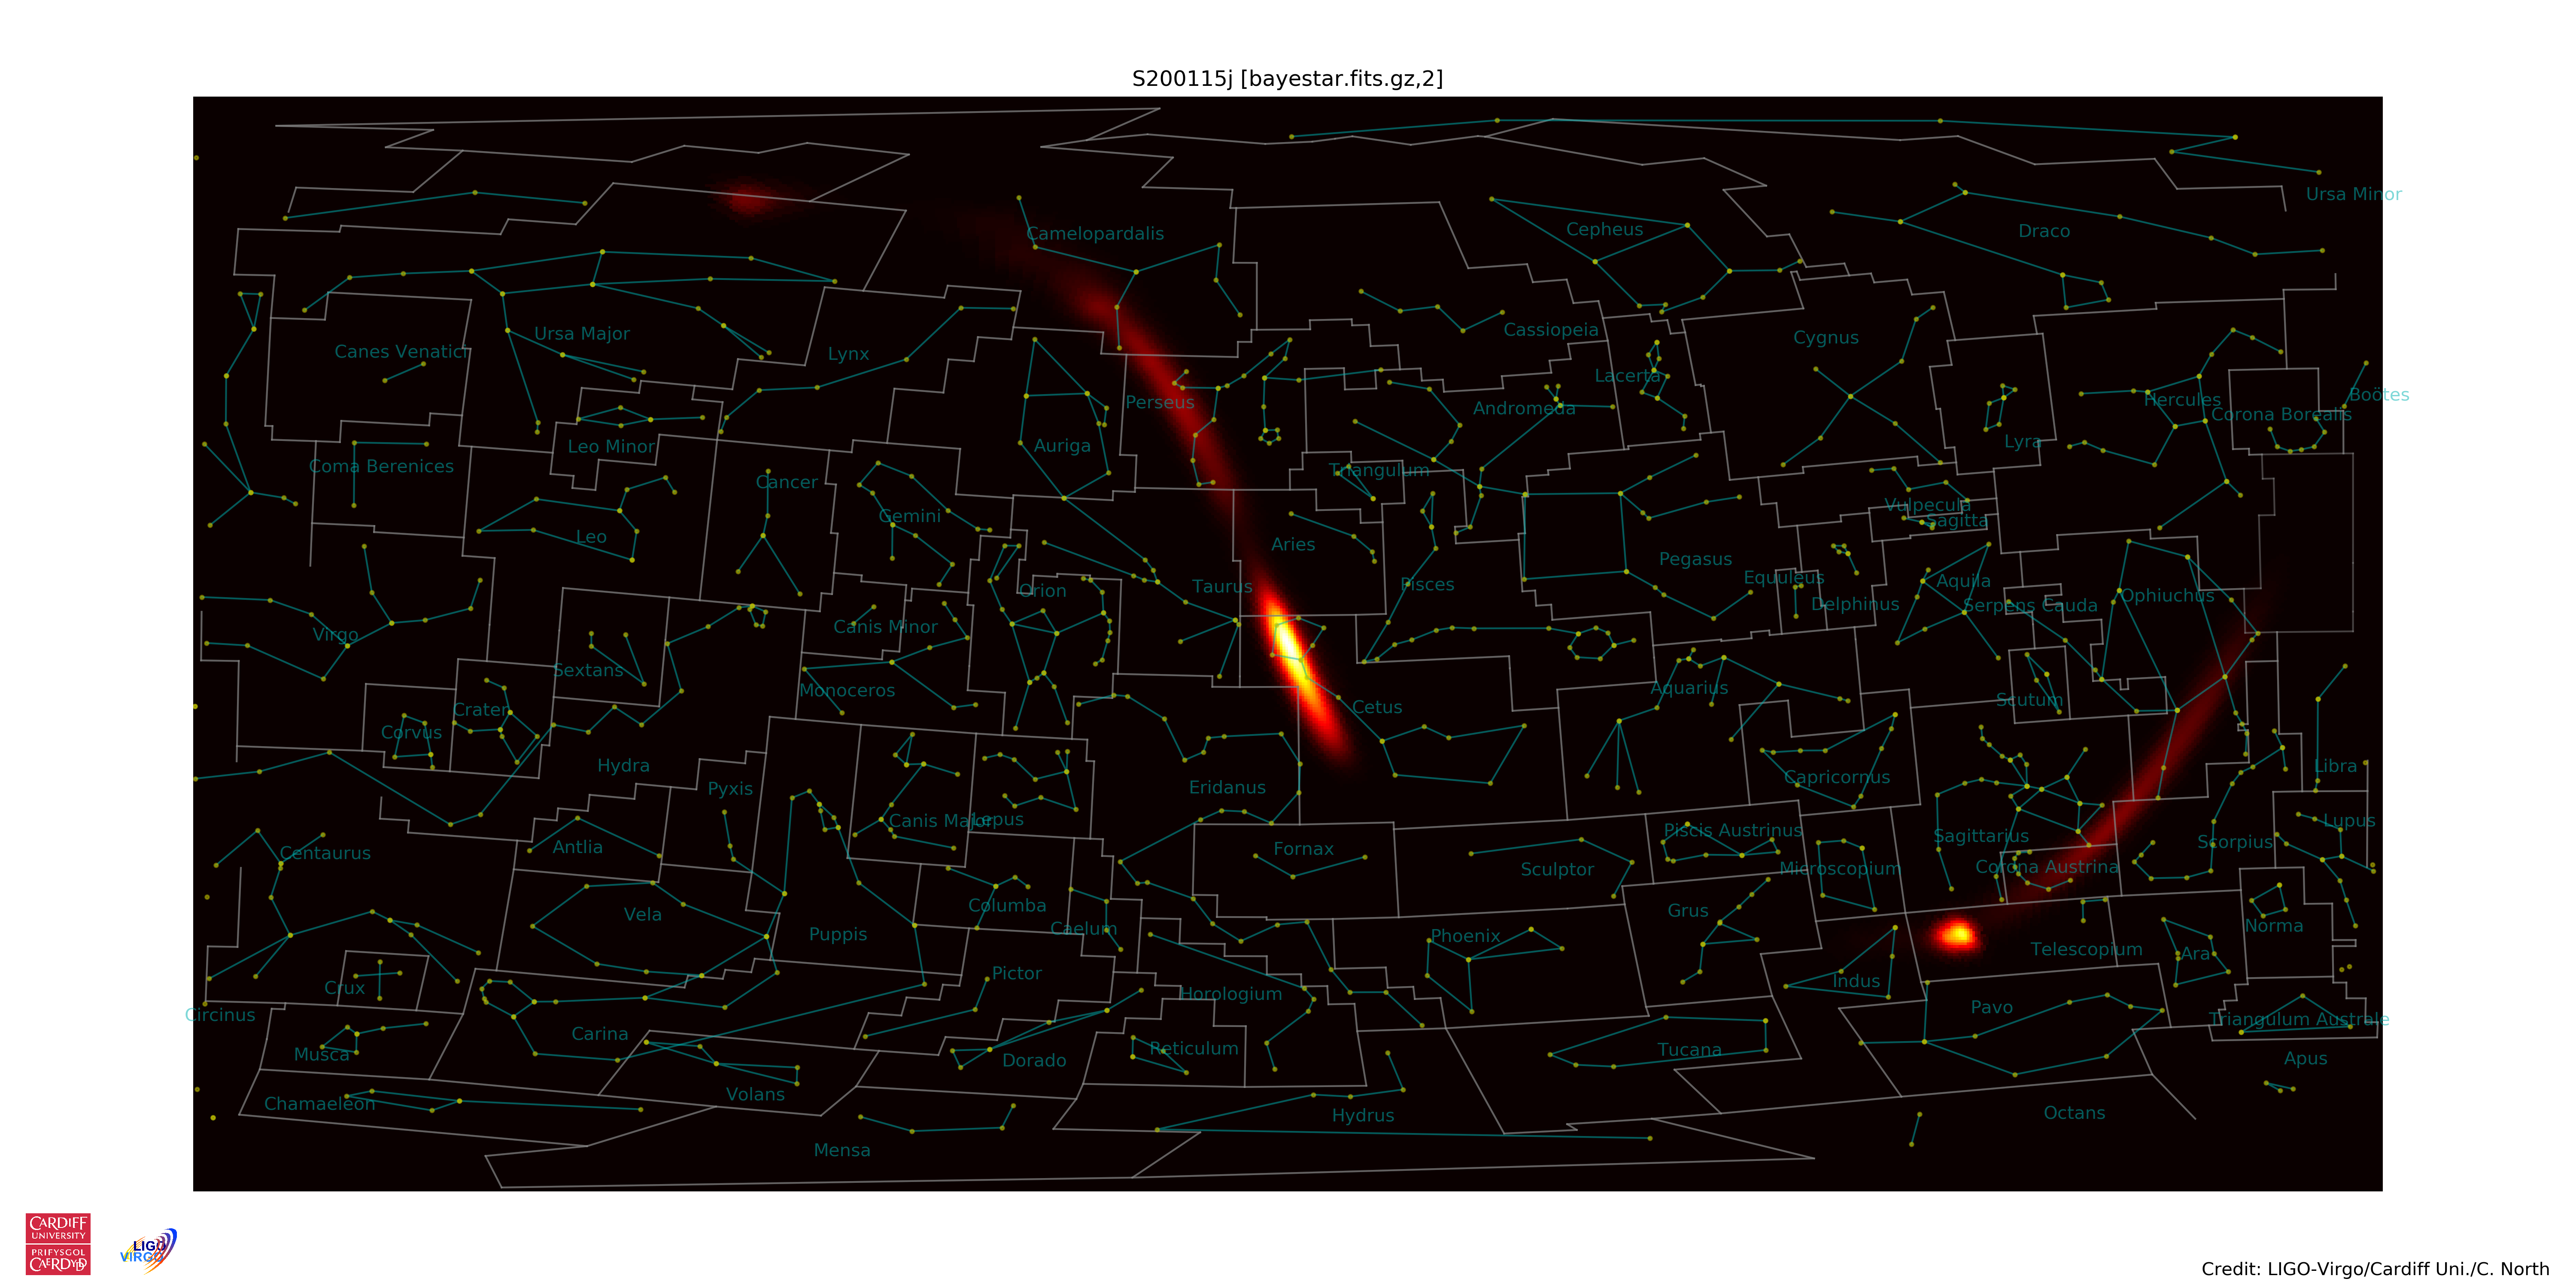 S200115j [bayestar.fits.gz,2]
Ursa Minor
Camelopardalis
Cepheus
Draco
Ursa Major
Cassiopeia
Cygnus
Canes Venatici
Lynx
Lacerta
Perseus
Andromeda
Hercules
Boötes
Corona Borealis
Leo Minor
Auriga
Lyra
Coma Berenices
Triangulum
Cancer
Gemini
Vulpecula
Sagitta
Leo
Aries
Pegasus
Taurus
Pisces
Equuleus
Aquila
Orion
Delphinus
Serpens Cauda
Ophiuchus
Virgo
Canis Minor
Sextans
Monoceros
Aquarius
Scutum
Crater
Cetus
Corvus
Hydra
Pyxis
Eridanus
Capricornus
Libra
Canis Major
Lepus
Piscis Austrinus
Sagittarius
Scorpius
Lupus
Centaurus
Antlia
Fornax
Sculptor
Microscopium
Corona Austrina
Vela
Columba
Grus
Puppis
Caelum
Phoenix
Telescopium
Ara
Norma
Crux
Pictor
Horologium
Indus
Pavo
Circinus
Carina
Triangulum Australe
Musca
Dorado
Reticulum
Tucana
Apus
Chamaeleon
Volans
Hydrus
Octans
Mensa
CARDIFF
UNIVERSITY
PRIFYSGOL
CAERDYDD
LIGO
VIRGO
Credit: LIGO-Virgo/Cardiff Uni./C. North